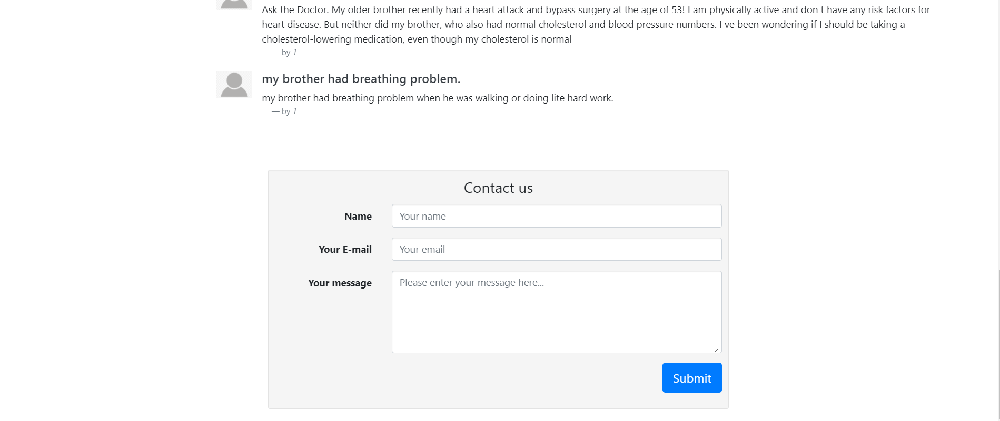 Ask the Doctor. My older brother recently had a heart attack and bypass surgery at the age of 53! I am physically active and don t have any risk factors for
heart disease. But neither did my brother, who also had normal cholesterol and blood pressure numbers. I ve been wondering if I should be taking a
cholesterol-lowering medication, even though my cholesterol is normal
— by 1
my brother had breathing problem.
my brother had breathing problem when he was walking or doing lite hard work.
— by 1
Contact us
Name
Your name
Your E-mail
Your email
Your message
Please enter your message here...
Submit